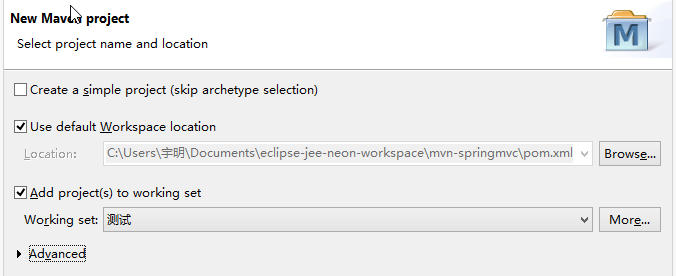 New Maven project
Select project name and location
M
Create a simple project (skip archetype selection)
Use default Workspace location
Location: C:\Users\宇明\Documents\eclipse-jee-neon-workspace\mvn-springmvc\pom.xml Browse...
Add project(s) to working set
Working set: 测试 More...
Advanced